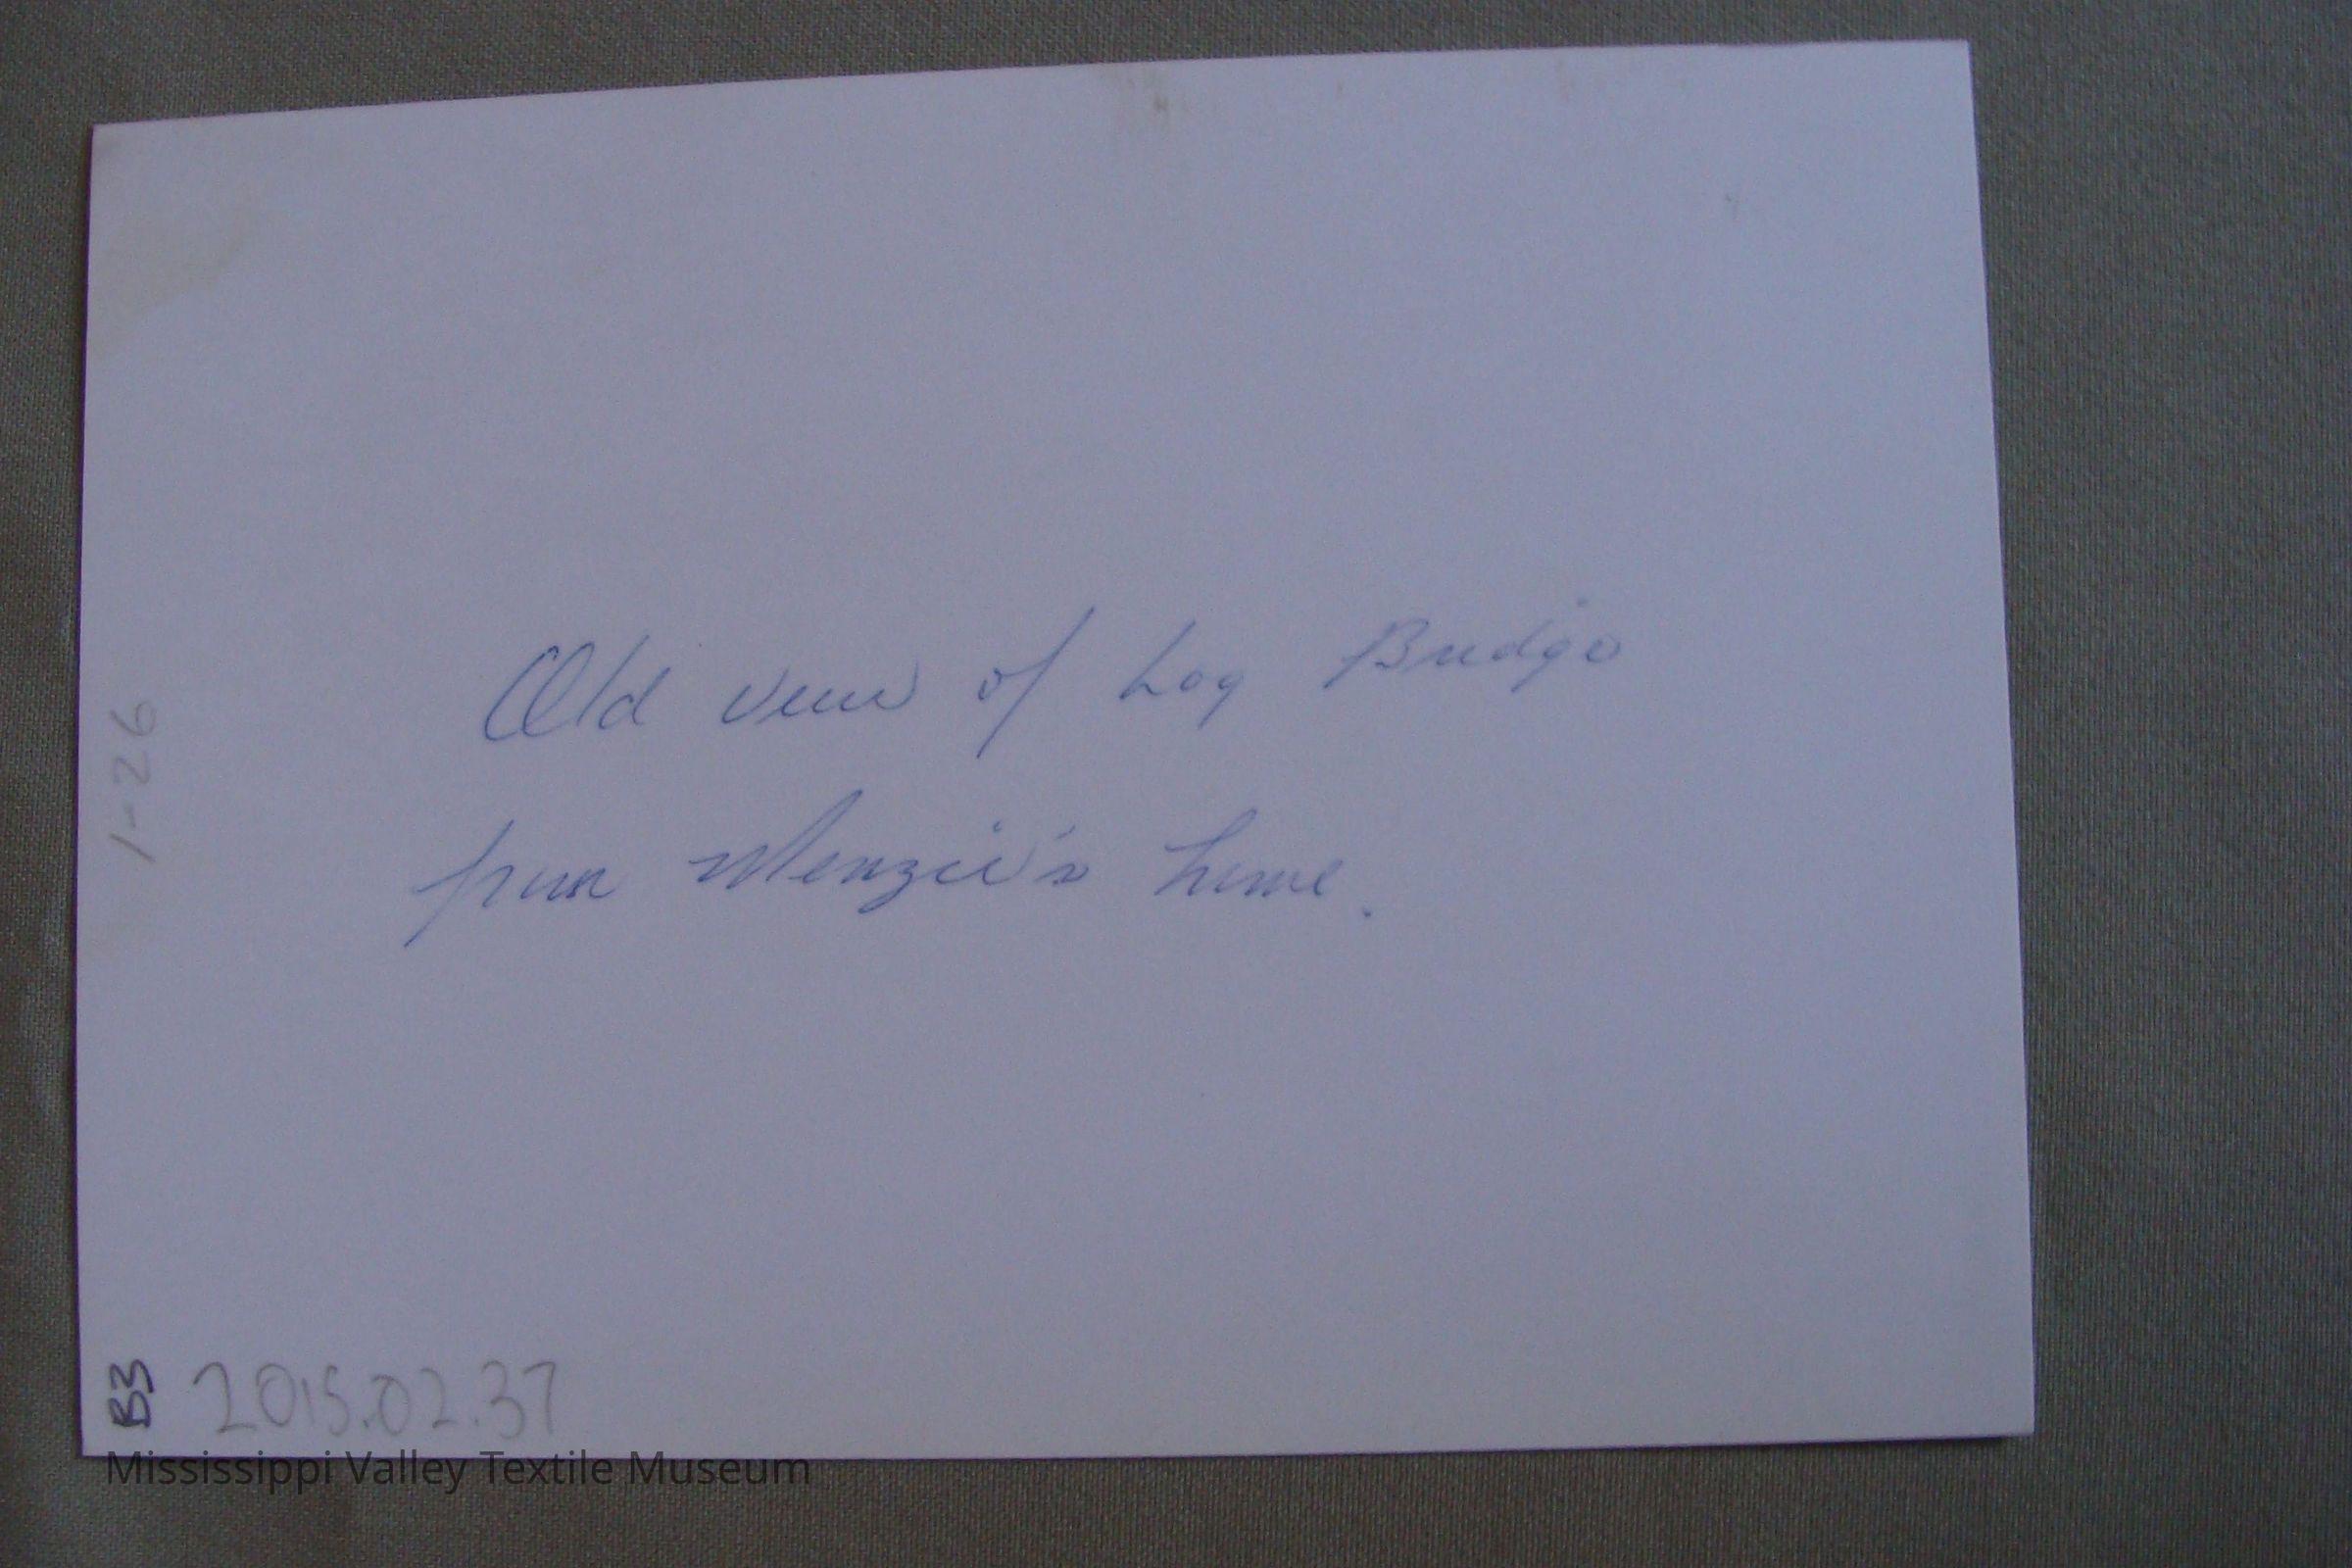 Old view of Log Bridge
from Menzie's home.
1-26
B3 2015.02.37
Mississippi Valley Textile Museum